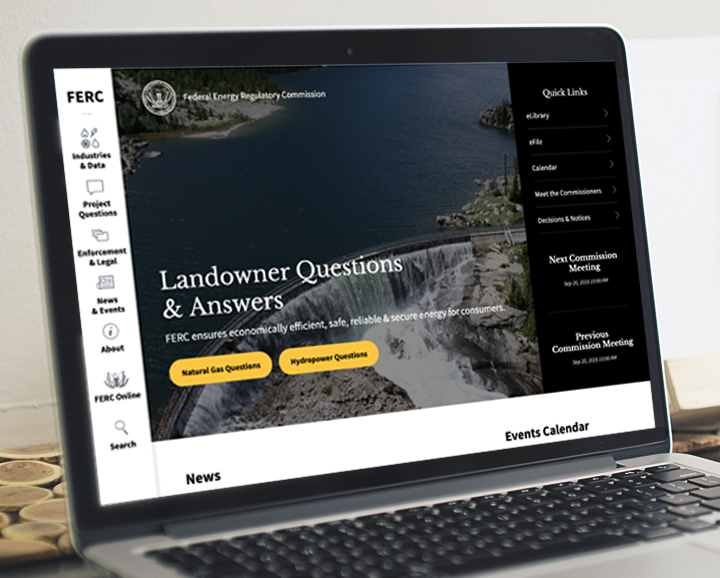 FERC
Industries
& Data
Project
Questions
Enforcement
& Legal
News
& Events
About
FERC Online
Search
Federal Energy Regulatory Commission
Landowner Questions
& Answers
FERC ensures economically efficient, safe, reliable & secure energy for consumers.
Natural Gas Questions
Hydropower Questions
Quick Links
eLibrary
eFile
Calendar
Meet the Commissioners
Decisions & Notices
Next Commission
Meeting
Sep 20, 2019 10:00 AM
Previous
Commission Meeting
Sep 20, 2019 10:00 AM
News
Events Calendar